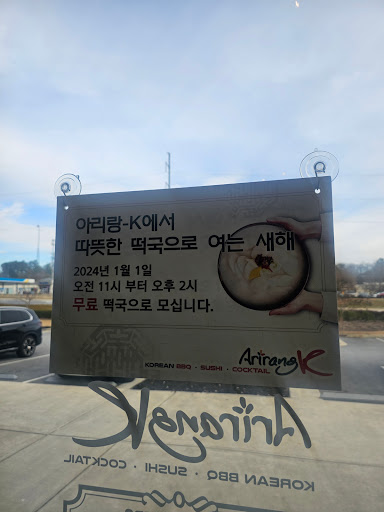 아리랑-K에서
따뜻한 떡국으로 여는 새해
2024년 1월 1일
오전 11시 부터 오후 2시
무료 떡국으로 모십니다.
KOREAN BBQ · SUSHI · COCKTAIL
Arirang K
Arirang K
KOREAN BBQ · SUSHI · COCKTAIL